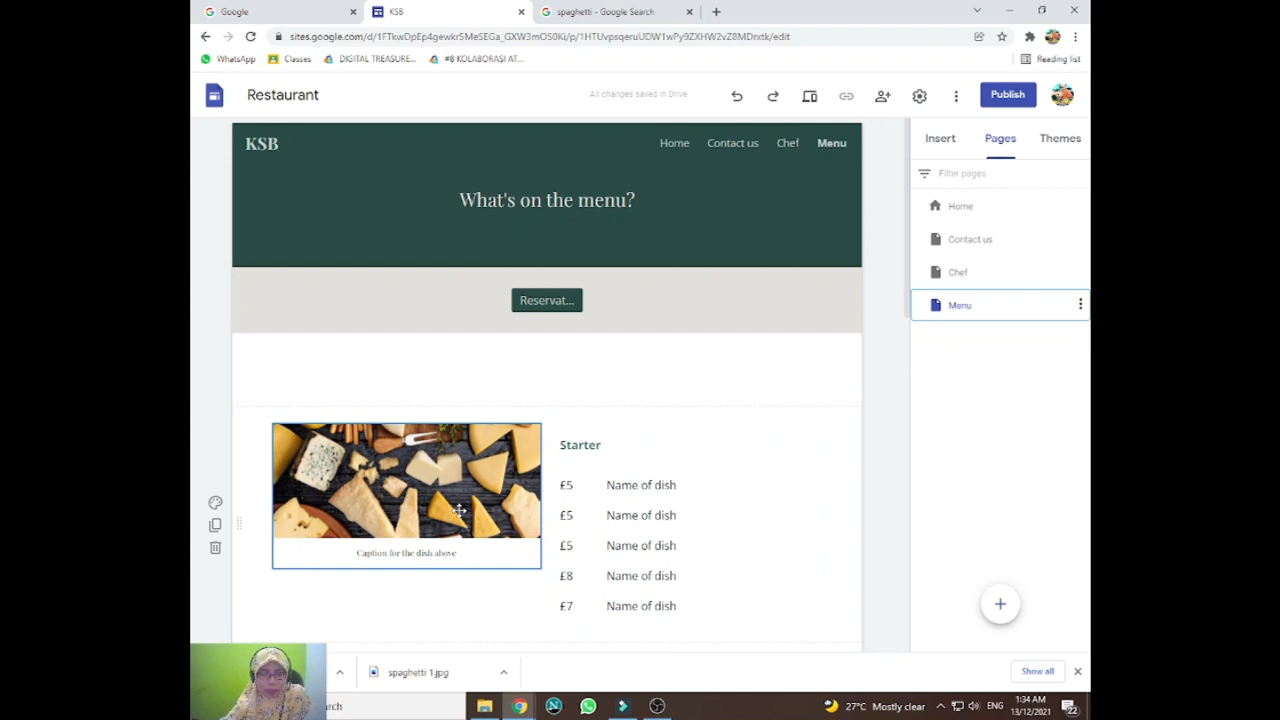 Google
KSB
spaghetti - Google Search
sites.google.com/d/1FTkwDpEp4gewkr5MeSEGa_GXW3mOS0Ki/p/1HTUvpsqeruUDW1wPy9ZXHW2vZ8MDrxtk/edit
WhatsApp
Classes
DIGITAL TREASURE...
#8 KOLABORASI AT...
Reading list
Restaurant
All changes saved in Drive
Publish
KSB
Home
Contact us
Chef
Menu
What's on the menu?
Reservat...
Caption for the dish above
Starter
£5 Name of dish
£5 Name of dish
£5 Name of dish
£8 Name of dish
£7 Name of dish
Insert
Pages
Themes
Filter pages
Home
Contact us
Chef
Menu
spaghetti 1.jpg
Show all
27°C Mostly clear
ENG
1:34 AM
13/12/2021
22